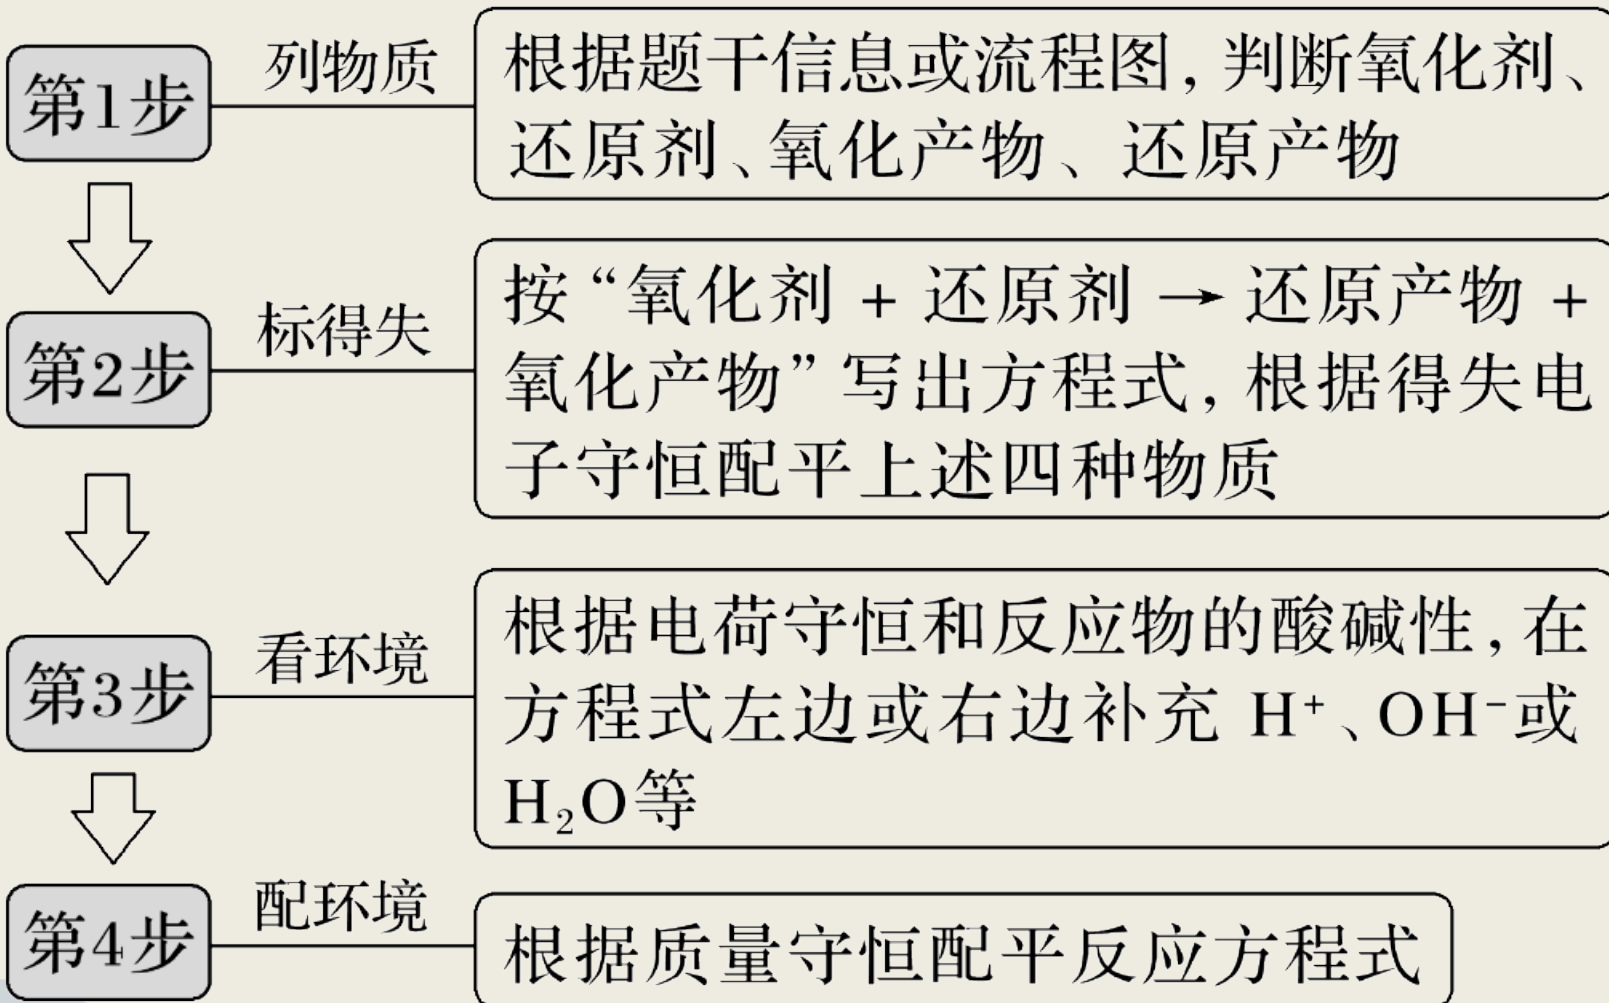 第1步
列物质
根据题干信息或流程图,判断氧化剂、
还原剂、氧化产物、还原产物
第2步
标得失
按“氧化剂 + 还原剂 → 还原产物 +
氧化产物”写出方程式,根据得失电
子守恒配平上述四种物质
第3步
看环境
根据电荷守恒和反应物的酸碱性,在
方程式左边或右边补充 H⁺、OH⁻或
H₂O等
第4步
配环境
根据质量守恒配平反应方程式